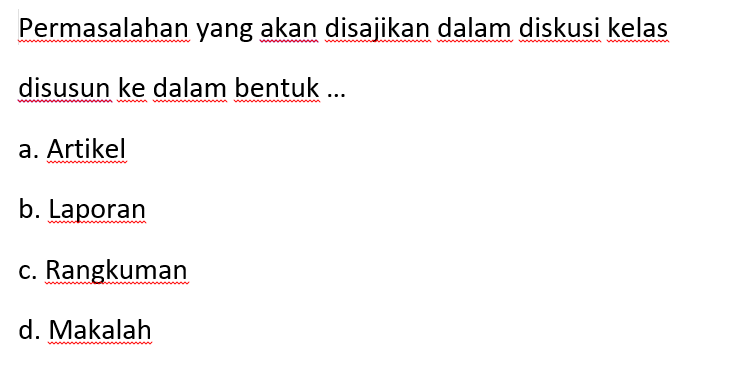 Permasalahan yang akan disajikan dalam diskusi kelas
disusun ke dalam bentuk ...
a. Artikel
b. Laporan
c. Rangkuman
d. Makalah